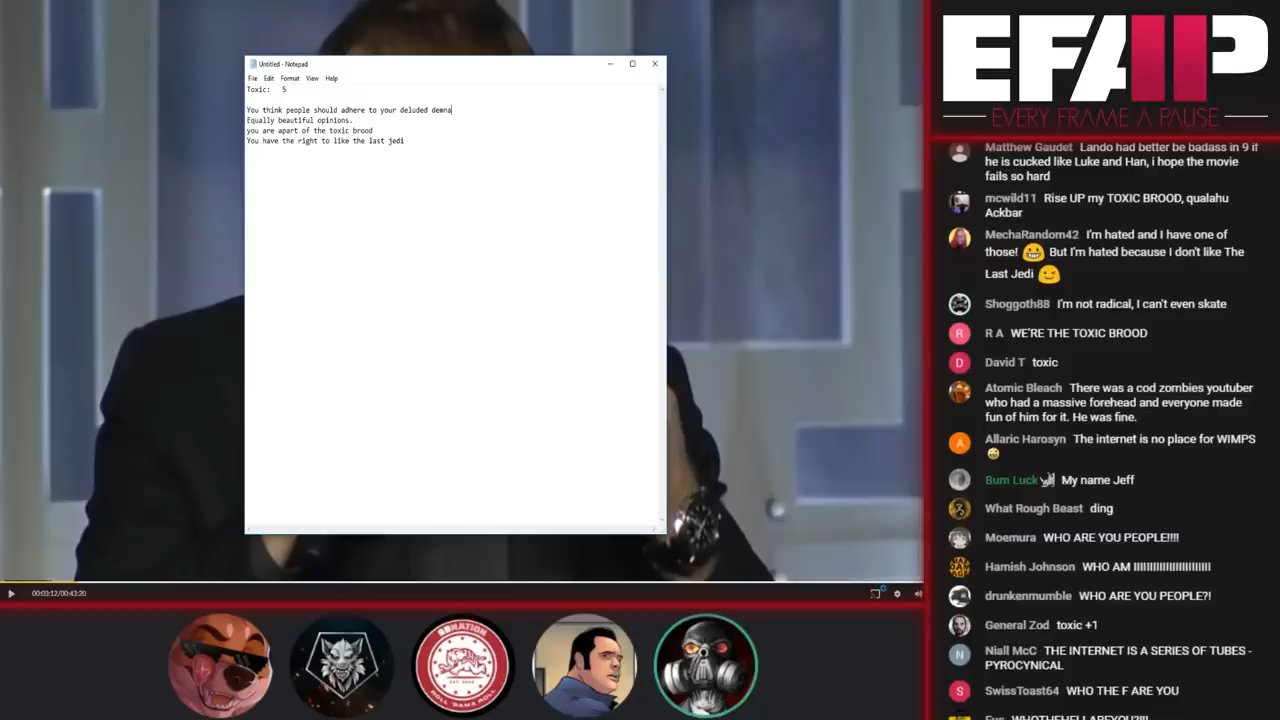 Untitled - Notepad
File Edit Format View Help
Toxic: 5
You think people should adhere to your deluded demna
Equally beautiful opinions.
you are apart of the toxic brood
You have the right to like the last jedi
00:03:12/00:43:20
BBNATION
ROLL 'BAMA ROLL
EFAP
EVERY FRAME A PAUSE
Matthew Gaudet Lando had better be badass in 9 if
he is cucked like Luke and Han, i hope the movie
fails so hard
mcwild11 Rise UP my TOXIC BROOD, qualahu
Ackbar
MechaRandom42 I'm hated and I have one of
those! But I'm hated because I don't like The
Last Jedi
Shoggoth88 I'm not radical, I can't even skate
R A WE'RE THE TOXIC BROOD
David T toxic
Atomic Bleach There was a cod zombies youtuber
who had a massive forehead and everyone made
fun of him for it. He was fine.
Allaric Harosyn The internet is no place for WIMPS
Burn Luck My name Jeff
What Rough Beast ding
Moemura WHO ARE YOU PEOPLE!!!!
Hamish Johnson WHO AM IIIIIIIIIIIIIIIIIIIIIII
drunkenmumble WHO ARE YOU PEOPLE?!
General Zod toxic +1
Niall McC THE INTERNET IS A SERIES OF TUBES -
PYROCYNICAL
SwissToast64 WHO THE F ARE YOU